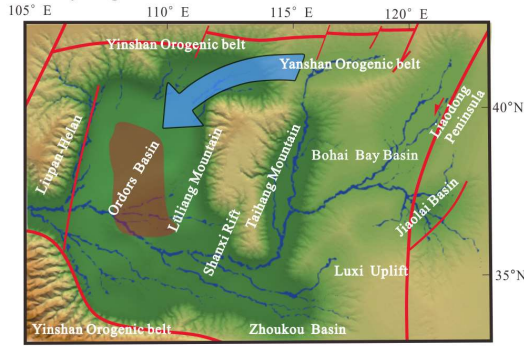 105° E
110° E
115° E
120° E
Yinshan Orogenic belt
Yanshan Orogenic belt
Liaodong
Peninsula
40°N
Liupan-Helan
Ordors Basin
Lüliang Mountain
Taihang Mountain
Bohai Bay Basin
Jiaolai Basin
Shanxi Rift
Luxi Uplift
35°N
Yinshan Orogenic belt
Zhoukou Basin